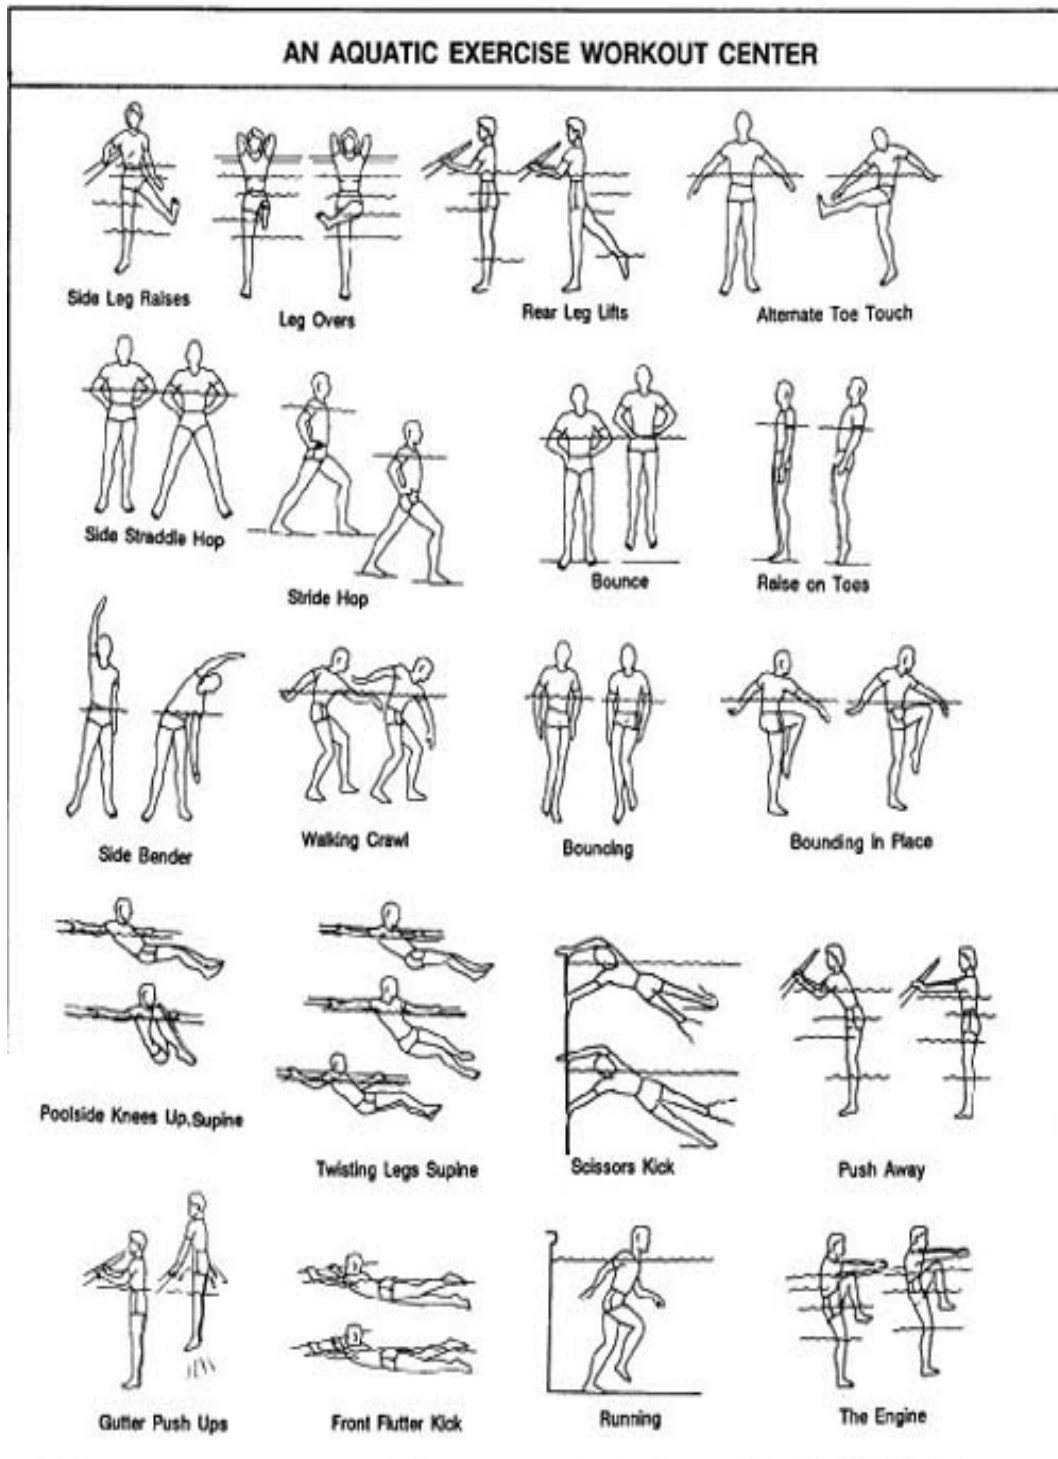 AN AQUATIC EXERCISE WORKOUT CENTER
Side Leg Raises
Leg Overs
Rear Leg Lifts
Alternate Toe Touch
Side Straddle Hop
Stride Hop
Bounce
Raise on Toes
Side Bender
Walking Crawl
Bouncing
Bounding in Place
Poolside Knees Up,Supine
Twisting Legs Supine
Scissors Kick
Push Away
Gutter Push Ups
Front Flutter Kick
Running
The Engine